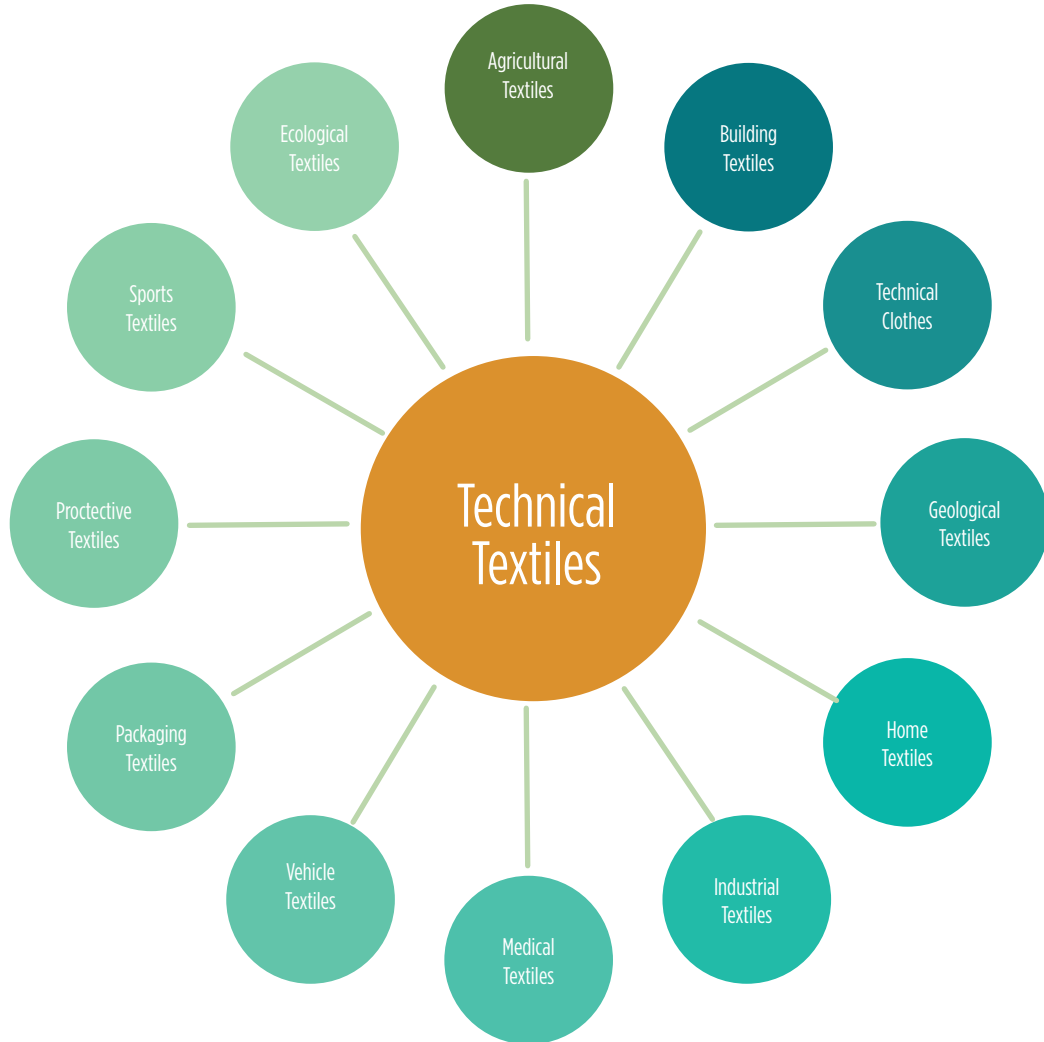 Agricultural
Textiles
Building
Textiles
Technical
Clothes
Geological
Textiles
Home
Textiles
Industrial
Textiles
Medical
Textiles
Vehicle
Textiles
Packaging
Textiles
Proctective
Textiles
Sports
Textiles
Ecological
Textiles
Technical
Textiles